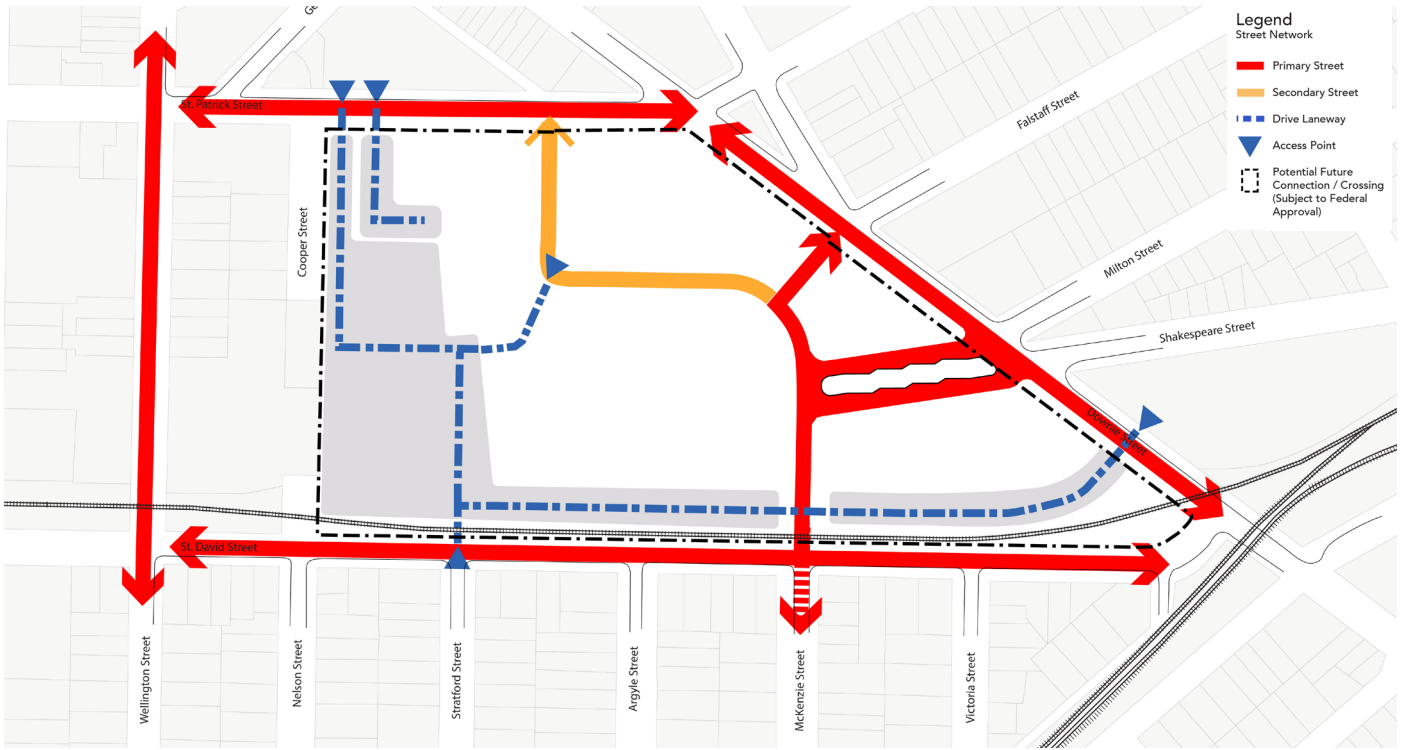 Legend
Street Network
Primary Street
Secondary Street
Drive Laneway
Access Point
Potential Future
Connection / Crossing
(Subject to Federal
Approval)
St. Patrick Street
Falstaff Street
Cooper Street
Milton Street
Shakespeare Street
Downie Street
St. David Street
Wellington Street
Nelson Street
Stratford Street
Argyle Street
McKenzie Street
Victoria Street